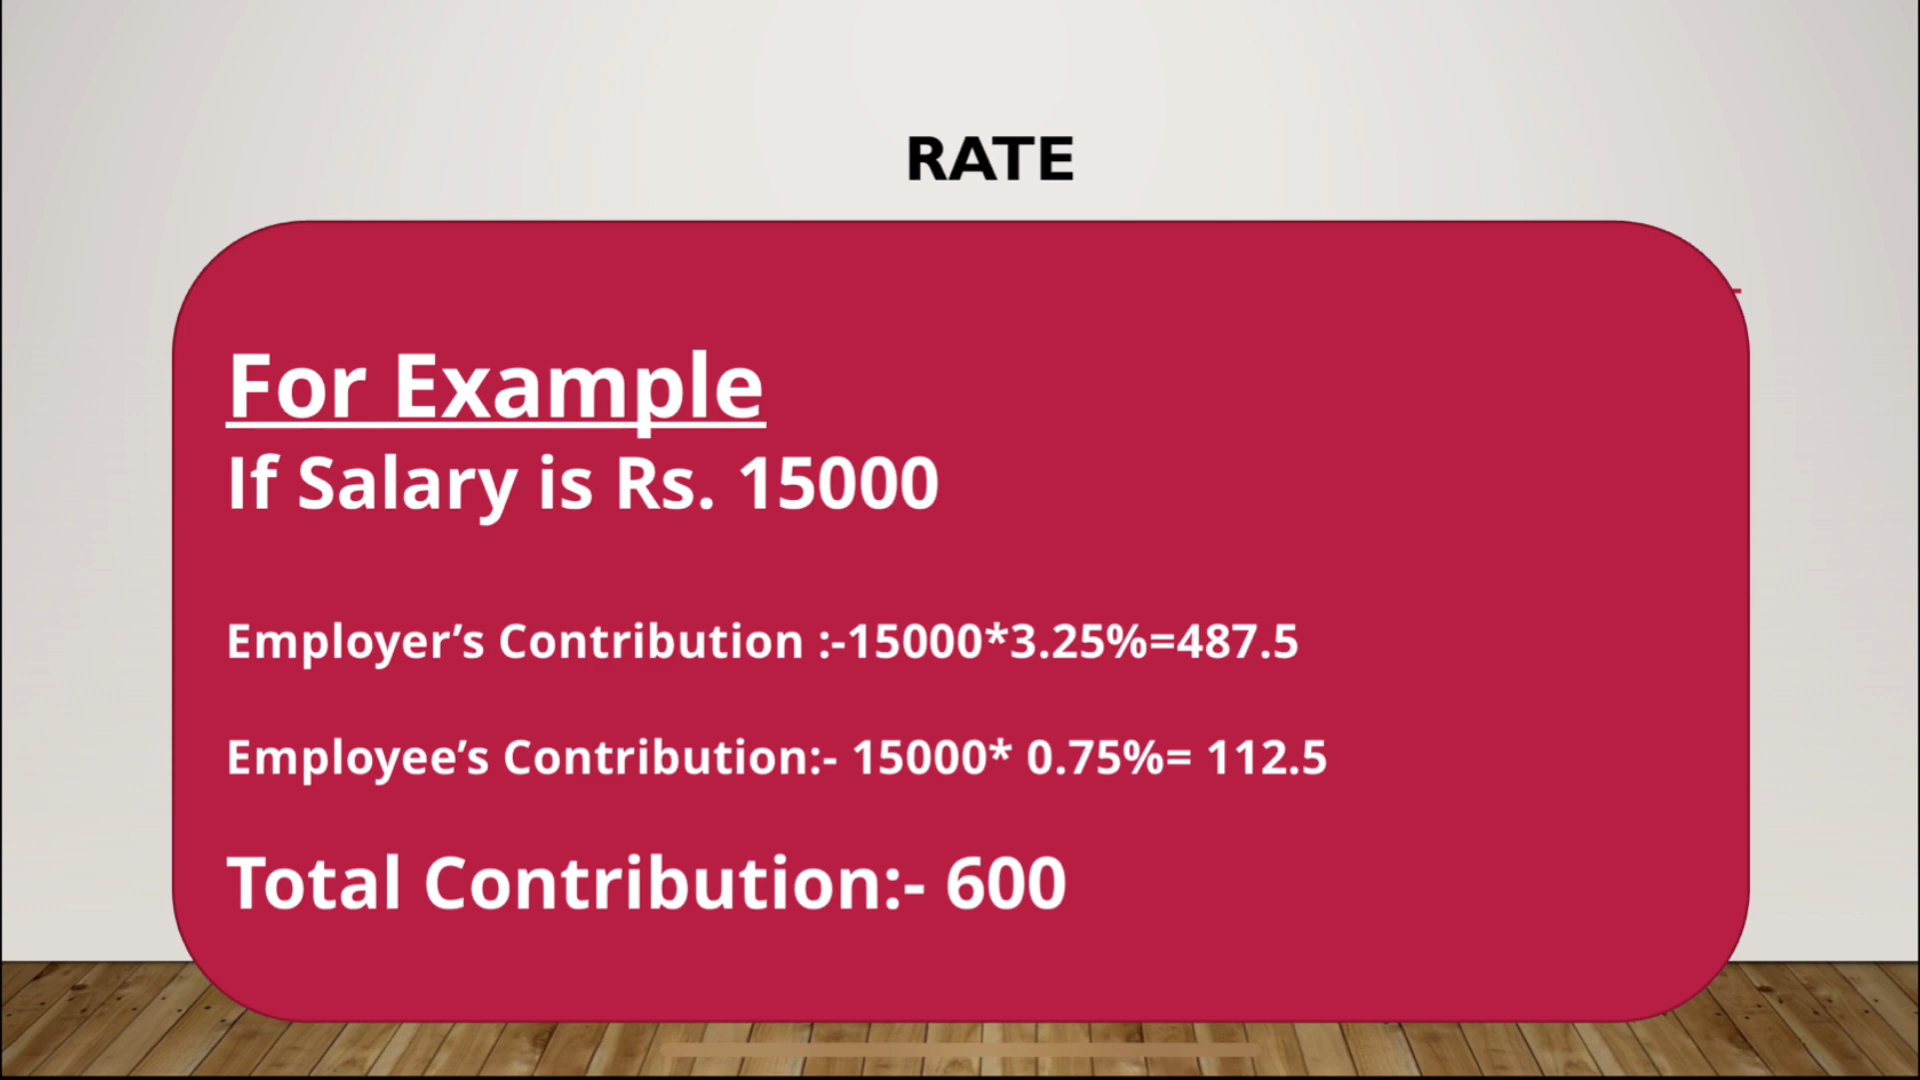 RATE
For Example
If Salary is Rs. 15000
Employer’s Contribution :-15000*3.25%=487.5
Employee’s Contribution:- 15000* 0.75%= 112.5
Total Contribution:- 600